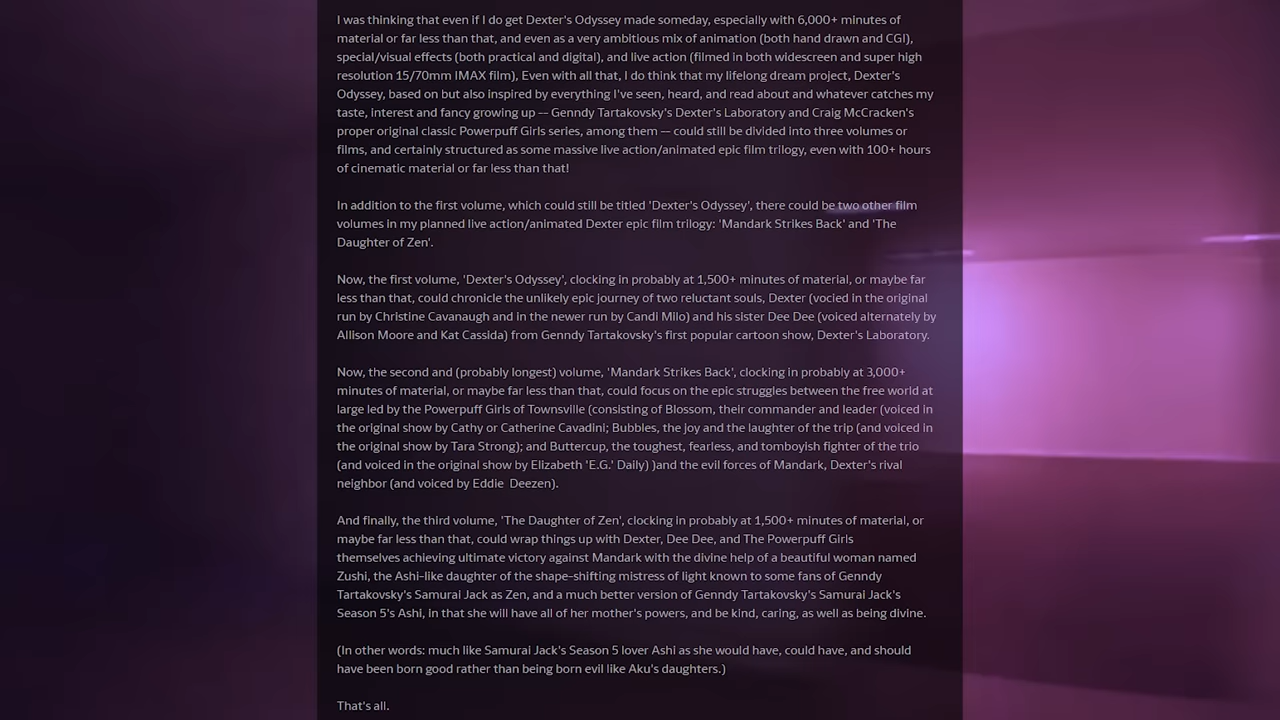 I was thinking that even if I do get Dexter's Odyssey made someday, especially with 6,000+ minutes of
material or far less than that, and even as a very ambitious mix of animation (both hand drawn and CGI),
special/visual effects (both practical and digital), and live action (filmed in both widescreen and super high
resolution 15/70mm IMAX film), Even with all that, I do think that my lifelong dream project, Dexter's
Odyssey, based on but also inspired by everything I've seen, heard, and read about and whatever catches my
taste, interest and fancy growing up -- Genndy Tartakovsky's Dexter's Laboratory and Craig McCracken's
proper original classic Powerpuff Girls series, among them -- could still be divided into three volumes or
films, and certainly structured as some massive live action/animated epic film trilogy, even with 100+ hours
of cinematic material or far less than that!
In addition to the first volume, which could still be titled 'Dexter's Odyssey', there could be two other film
volumes in my planned live action/animated Dexter epic film trilogy: 'Mandark Strikes Back' and 'The
Daughter of Zen'.
Now, the first volume, 'Dexter's Odyssey', clocking in probably at 1,500+ minutes of material, or maybe far
less than that, could chronicle the unlikely epic journey of two reluctant souls, Dexter (vocied in the original
run by Christine Cavanaugh and in the newer run by Candi Milo) and his sister Dee Dee (voiced alternately by
Allison Moore and Kat Cassida) from Genndy Tartakovsky's first popular cartoon show, Dexter's Laboratory.
Now, the second and (probably longest) volume, 'Mandark Strikes Back', clocking in probably at 3,000+
minutes of material, or maybe far less than that, could focus on the epic struggles between the free world at
large led by the Powerpuff Girls of Townsville (consisting of Blossom, their commander and leader (voiced in
the original show by Cathy or Catherine Cavadini; Bubbles, the joy and the laughter of the trip (and voiced in
the original show by Tara Strong); and Buttercup, the toughest, fearless, and tomboyish fighter of the trio
(and voiced in the original show by Elizabeth 'E.G.' Daily) )and the evil forces of Mandark, Dexter's rival
neighbor (and voiced by Eddie  Deezen).
And finally, the third volume, 'The Daughter of Zen', clocking in probably at 1,500+ minutes of material, or
maybe far less than that, could wrap things up with Dexter, Dee Dee, and The Powerpuff Girls
themselves achieving ultimate victory against Mandark with the divine help of a beautiful woman named
Zushi, the Ashi-like daughter of the shape-shifting mistress of light known to some fans of Genndy
Tartakovsky's Samurai Jack as Zen, and a much better version of Genndy Tartakovsky's Samurai Jack's
Season 5's Ashi, in that she will have all of her mother's powers, and be kind, caring, as well as being divine.
(In other words: much like Samurai Jack's Season 5 lover Ashi as she would have, could have, and should
have been born good rather than being born evil like Aku's daughters.)
That's all.